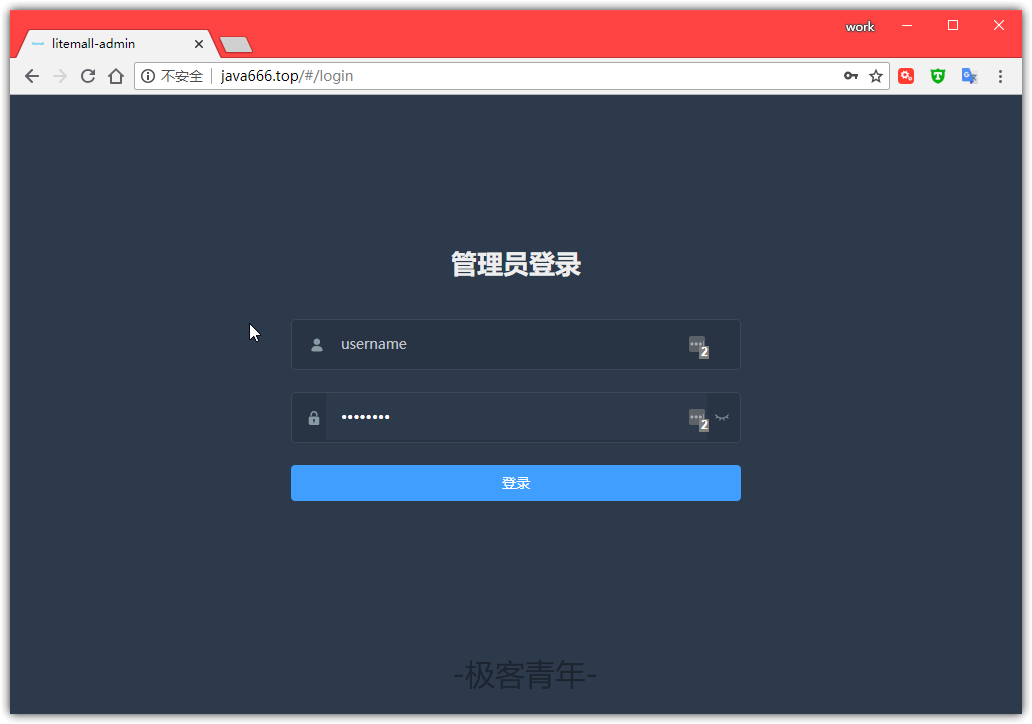 work
litemall-admin
不安全 java666.top/#/login
管理员登录
username
2
••••••••
2
登录
-极客青年-